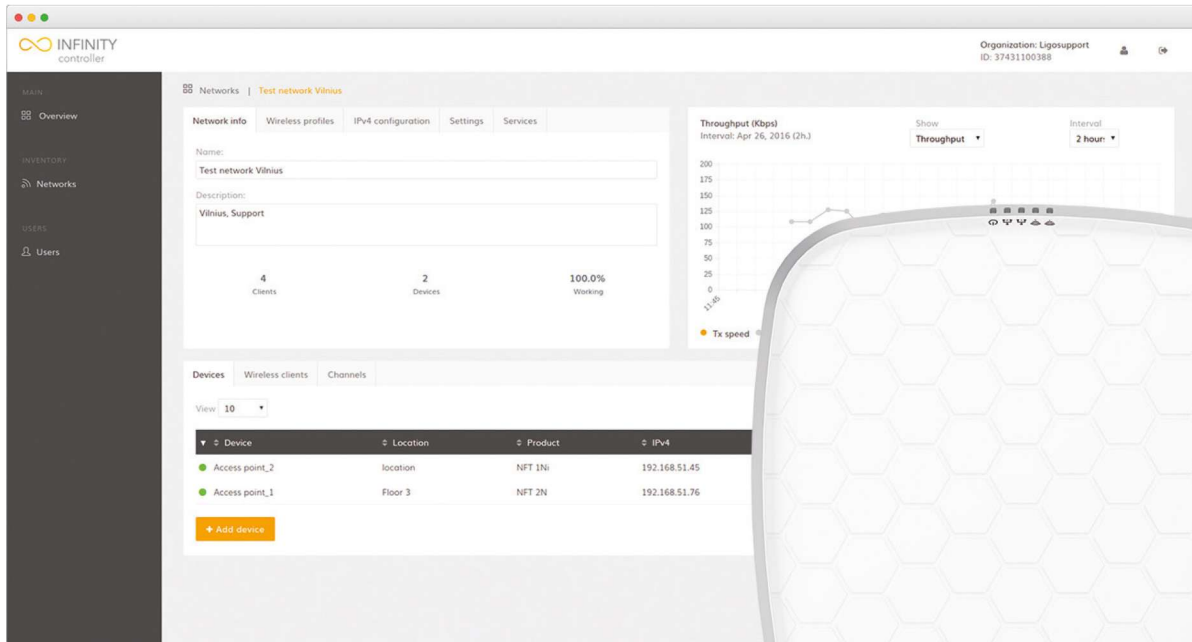 INFINITY
controller
Organization: Ligosupport
ID: 37431100388
MAIN
Overview
INVENTORY
Networks
USERS
Users
Networks | Test network Vilnius
Network info Wireless profiles IPv4 configuration Settings Services
Name:
Test network Vilnius
Description:
Vilnius, Support
4 2 100.0%
Clients Devices Working
Throughput (Kbps) Show Interval
Interval: Apr 26, 2016 (2h.)
Throughput 2 hour
200
175
150
125
100
75
50
25
0
11:45
Tx speed
Devices Wireless clients Channels
View 10
Device Location Product IPv4
Access point_2 location NFT 1Ni 192.168.51.45
Access point_1 Floor 3 NFT 2N 192.168.51.76
+ Add device